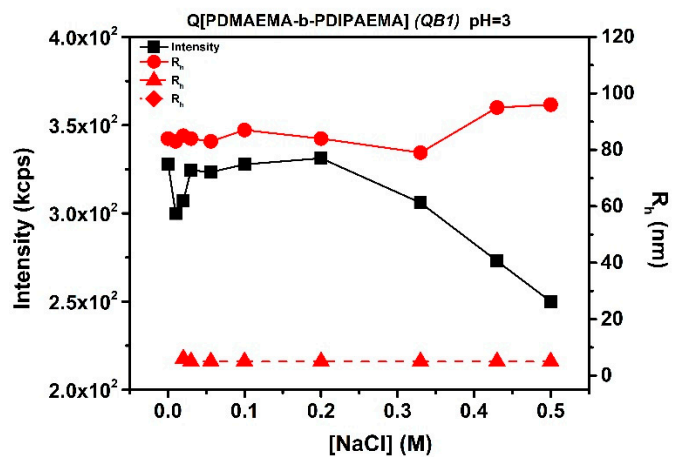 Q[PDMAEMA-b-PDIPAEMA] (QB1) pH=3
Intensity
Rh
Rh
Rh
4.0x10²
3.5x10²
3.0x10²
2.5x10²
2.0x10²
Intensity (kcps)
120
100
80
60
40
20
0
Rh (nm)
0.0 0.1 0.2 0.3 0.4 0.5
[NaCl] (M)